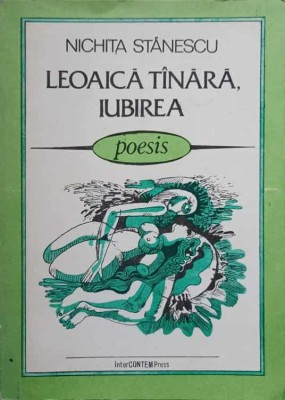 NICHITA STĂNESCU
LEOAICĂ TÎNĂRĂ,
IUBIREA
poesis
InterCONTEMPress